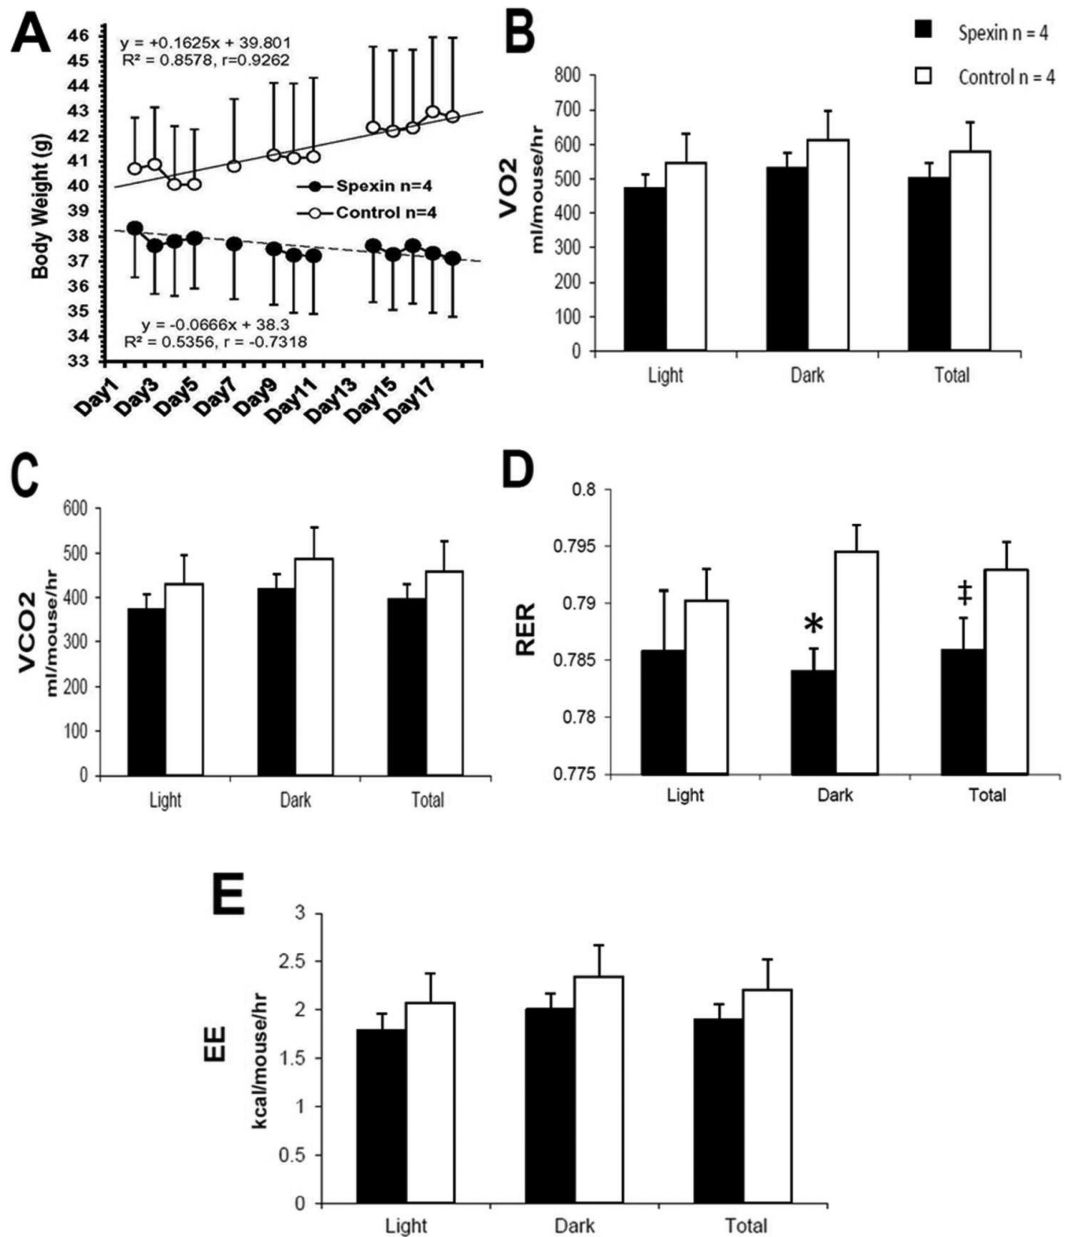 A
y = +0.1625x + 39.801
R² = 0.8578, r=0.9262
46
45
44
43
42
41
40
39
38
37
36
35
34
33
Body Weight (g)
Spexin n=4
Control n=4
y = -0.0666x + 38.3
R² = 0.5356, r = -0.7318
Day1
Day3
Day5
Day7
Day9
Day11
Day13
Day15
Day17
B
Spexin n = 4
Control n = 4
VO2
ml/mouse/hr
800
700
600
500
400
300
200
100
0
Light
Dark
Total
C
VCO2
ml/mouse/hr
600
500
400
300
200
100
0
Light
Dark
Total
D
RER
0.8
0.795
0.79
0.785
0.78
0.775
*
‡
Light
Dark
Total
E
EE
kcal/mouse/hr
3
2.5
2
1.5
1
0.5
0
Light
Dark
Total